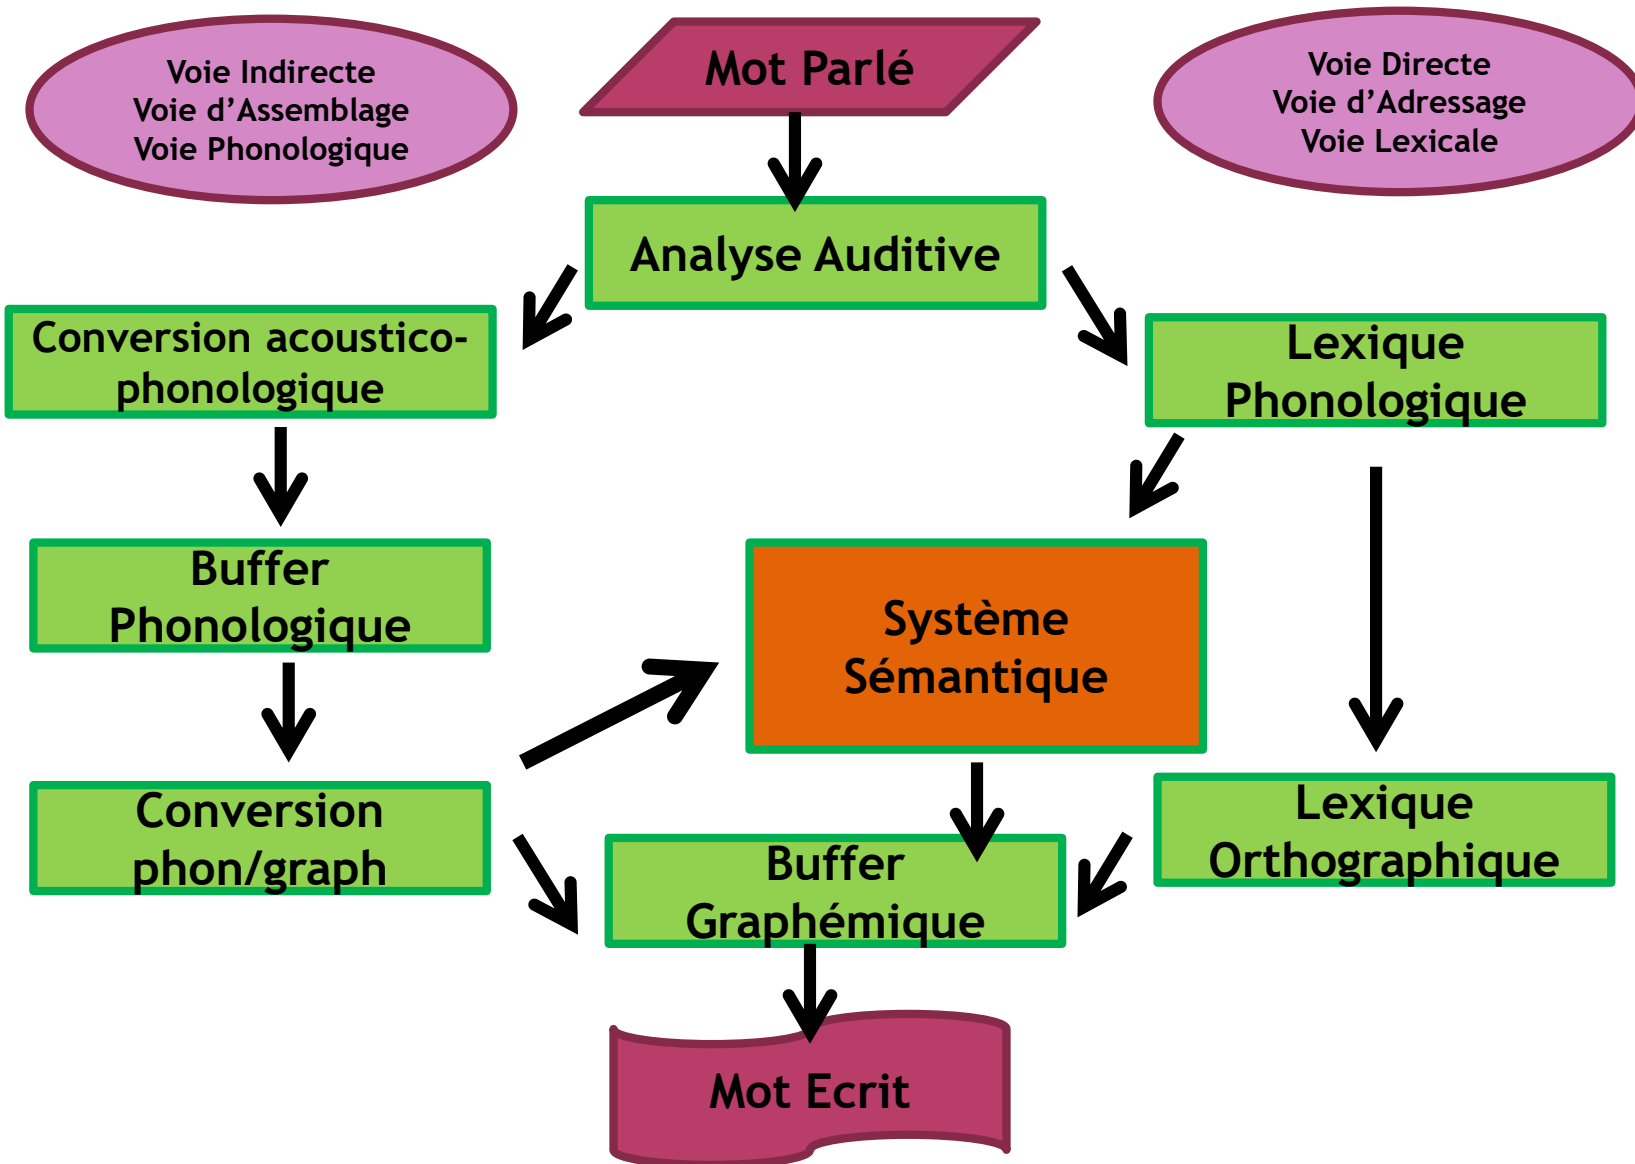 Voie Indirecte
Voie d’Assemblage
Voie Phonologique
Mot Parlé
Voie Directe
Voie d’Adressage
Voie Lexicale
Analyse Auditive
Conversion acoustico-
phonologique
Lexique
Phonologique
Buffer
Phonologique
Système
Sémantique
Conversion
phon/graph
Buffer
Graphémique
Lexique
Orthographique
Mot Ecrit